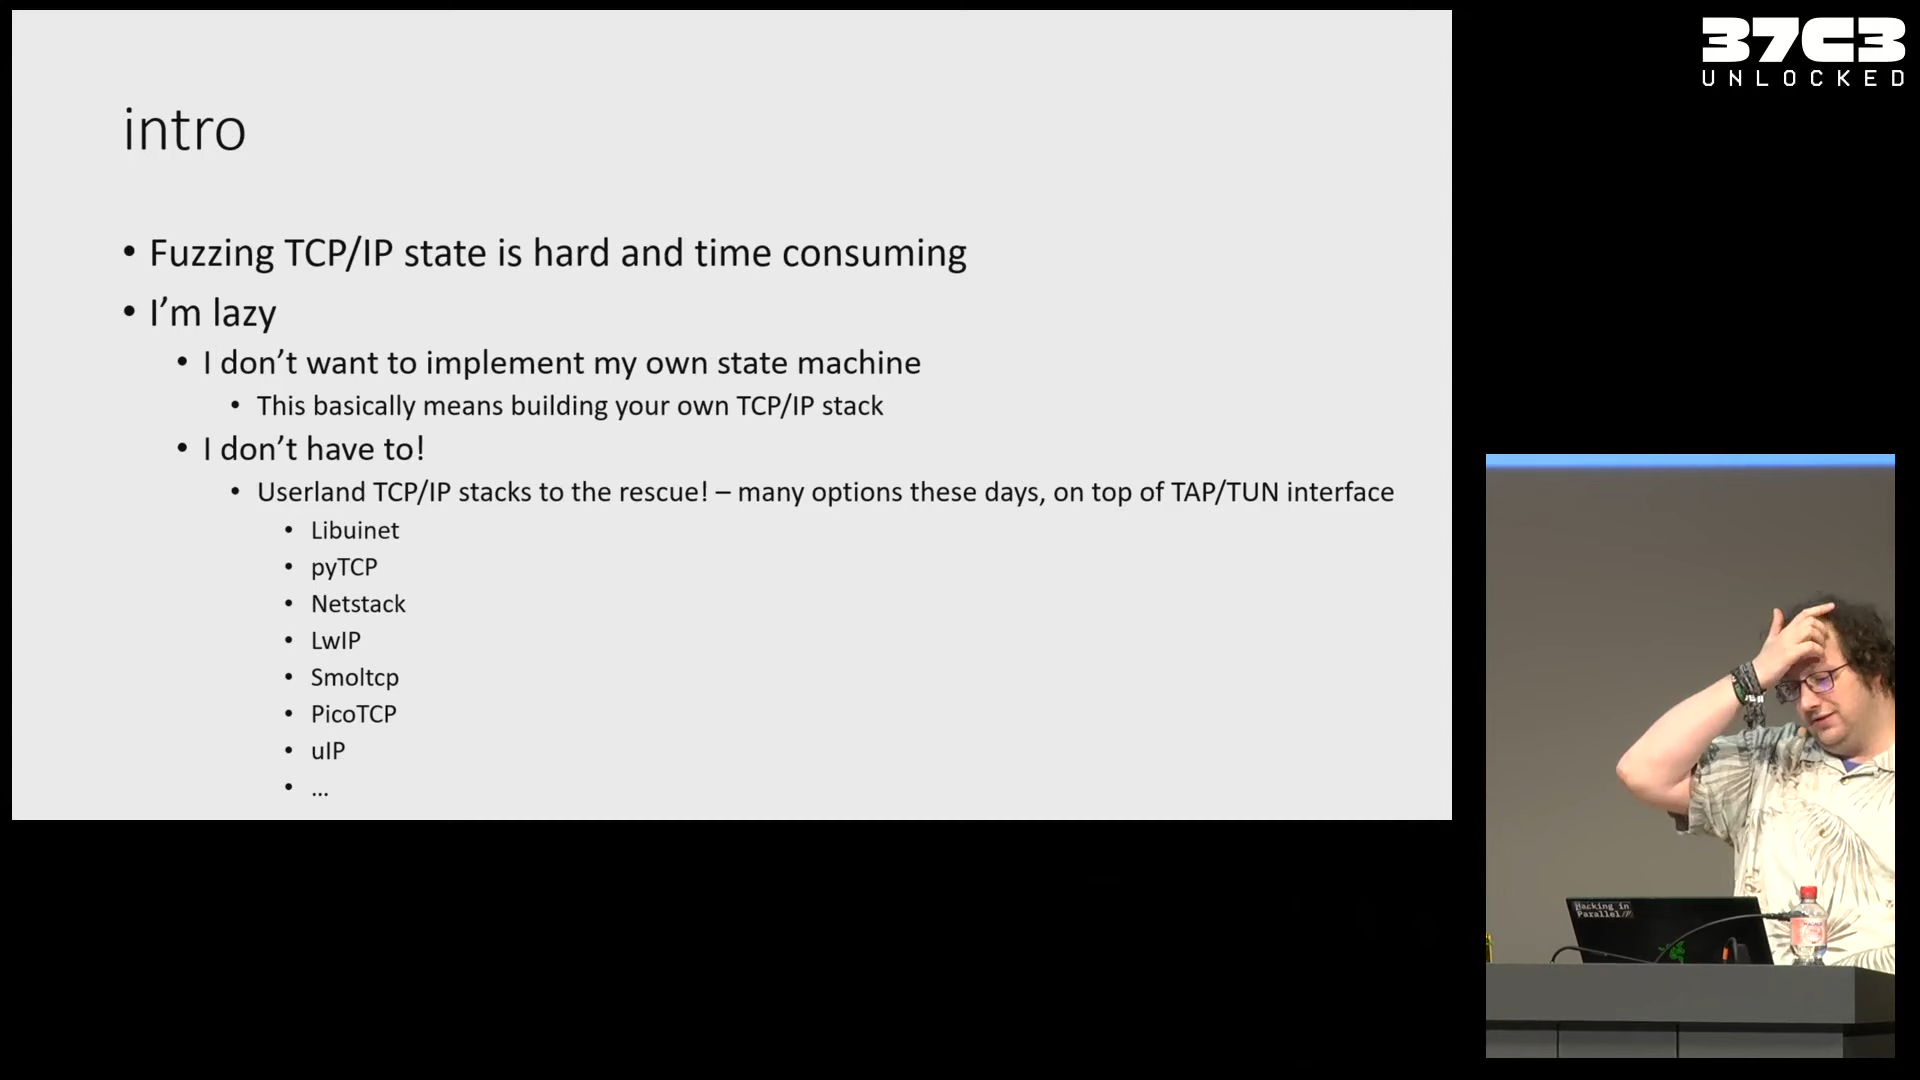 37C3
UNLOCKED
intro
• Fuzzing TCP/IP state is hard and time consuming
• I’m lazy
• I don’t want to implement my own state machine
• This basically means building your own TCP/IP stack
• I don’t have to!
• Userland TCP/IP stacks to the rescue! – many options these days, on top of TAP/TUN interface
• Libuinet
• pyTCP
• Netstack
• LwIP
• Smoltcp
• PicoTCP
• uIP
• ...
Hacking in
Parallel//